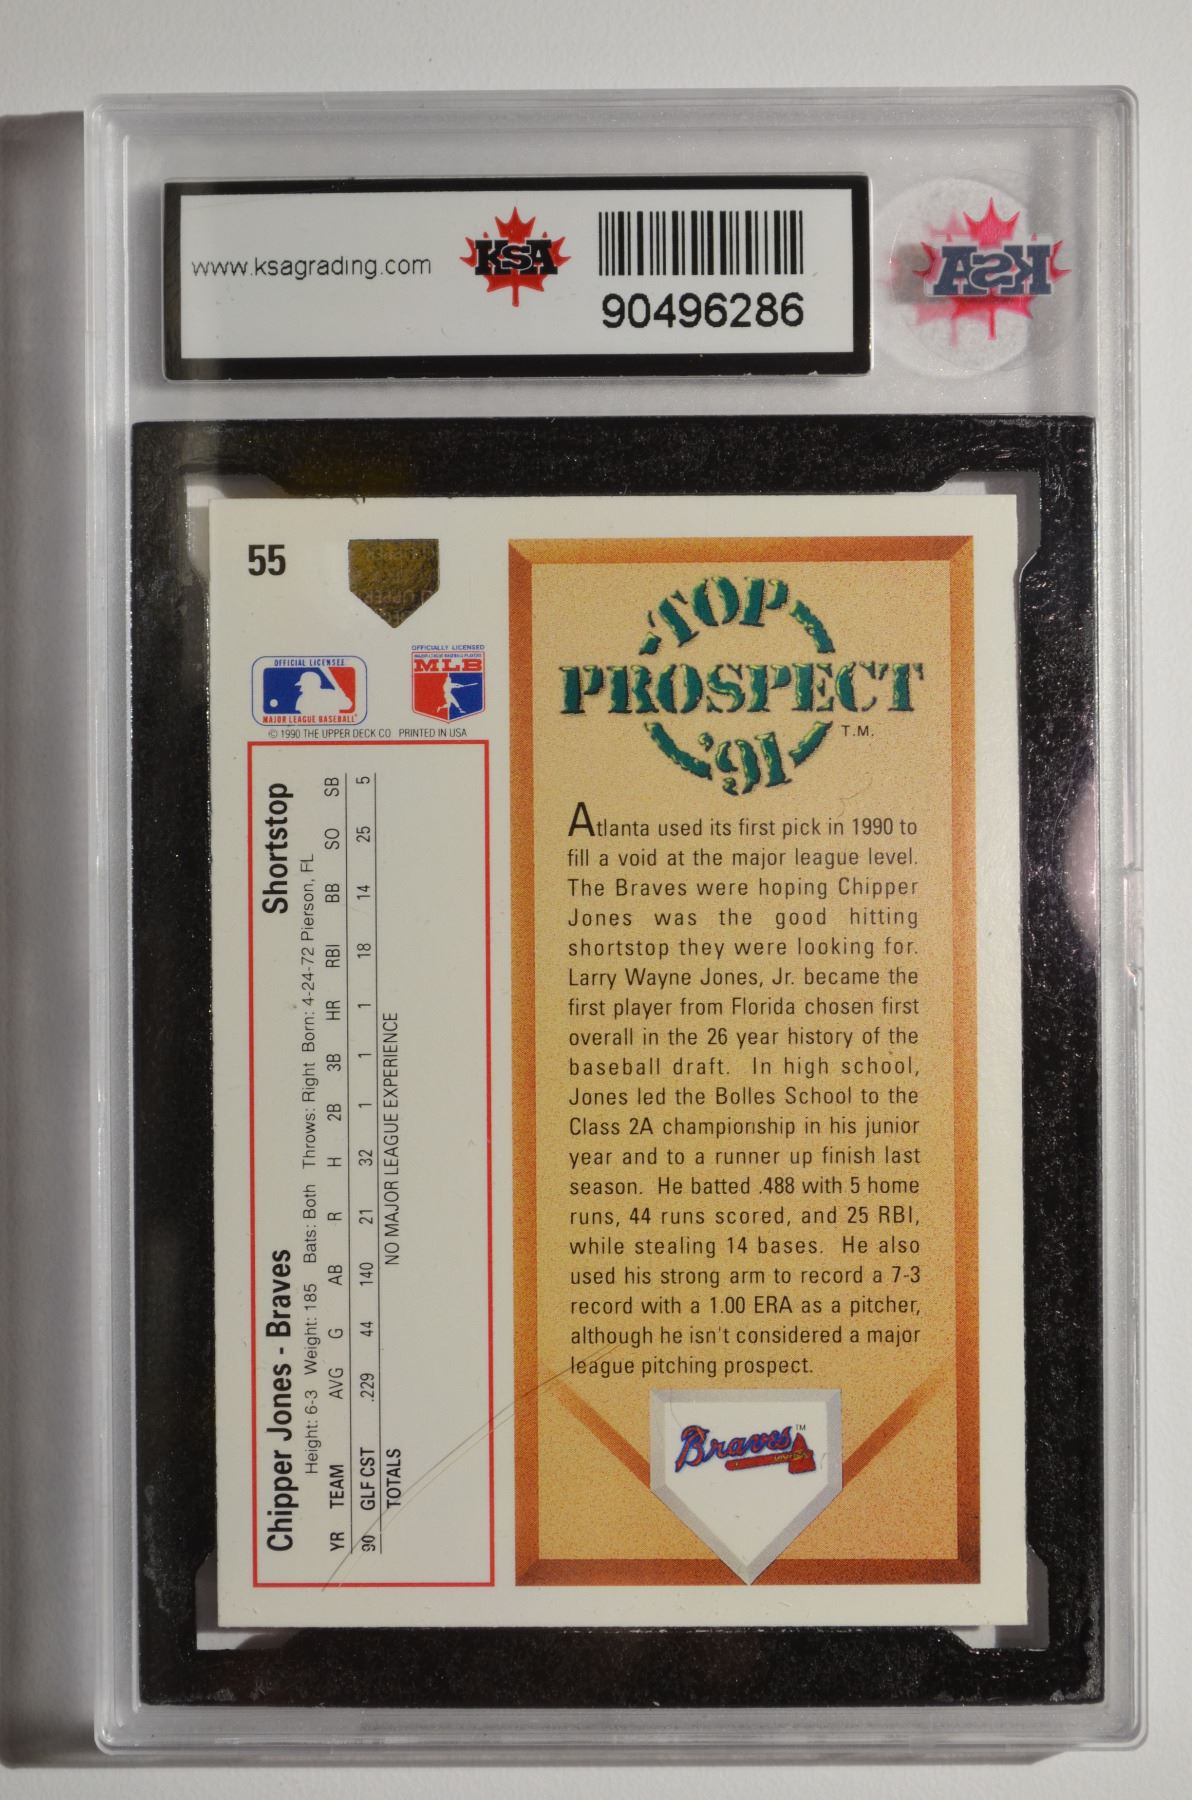 www.ksagrading.com
KSA
90496286
KSA
55
OFFICIAL LICENSEE
MAJOR LEAGUE BASEBALL
OFFICIALLY LICENSED
MAJOR LEAGUE BASEBALL PLAYERS
MLB
© 1990 THE UPPER DECK CO. PRINTED IN USA
Chipper Jones - Braves Shortstop
Height: 6-3 Weight: 185 Bats: Both Throws: Right Born: 4-24-72 Pierson, FL
YR TEAM AVG G AB R H 2B 3B HR RBI BB SO SB
90 GLF CST .229 44 140 21 32 1 1 1 18 14 25 5
TOTALS NO MAJOR LEAGUE EXPERIENCE
TOP
PROSPECT
'91 T.M.
Atlanta used its first pick in 1990 to
fill a void at the major league level.
The Braves were hoping Chipper
Jones was the good hitting
shortstop they were looking for.
Larry Wayne Jones, Jr. became the
first player from Florida chosen first
overall in the 26 year history of the
baseball draft. In high school,
Jones led the Bolles School to the
Class 2A championship in his junior
year and to a runner up finish last
season. He batted .488 with 5 home
runs, 44 runs scored, and 25 RBI,
while stealing 14 bases. He also
used his strong arm to record a 7-3
record with a 1.00 ERA as a pitcher,
although he isn't considered a major
league pitching prospect.
Braves TM